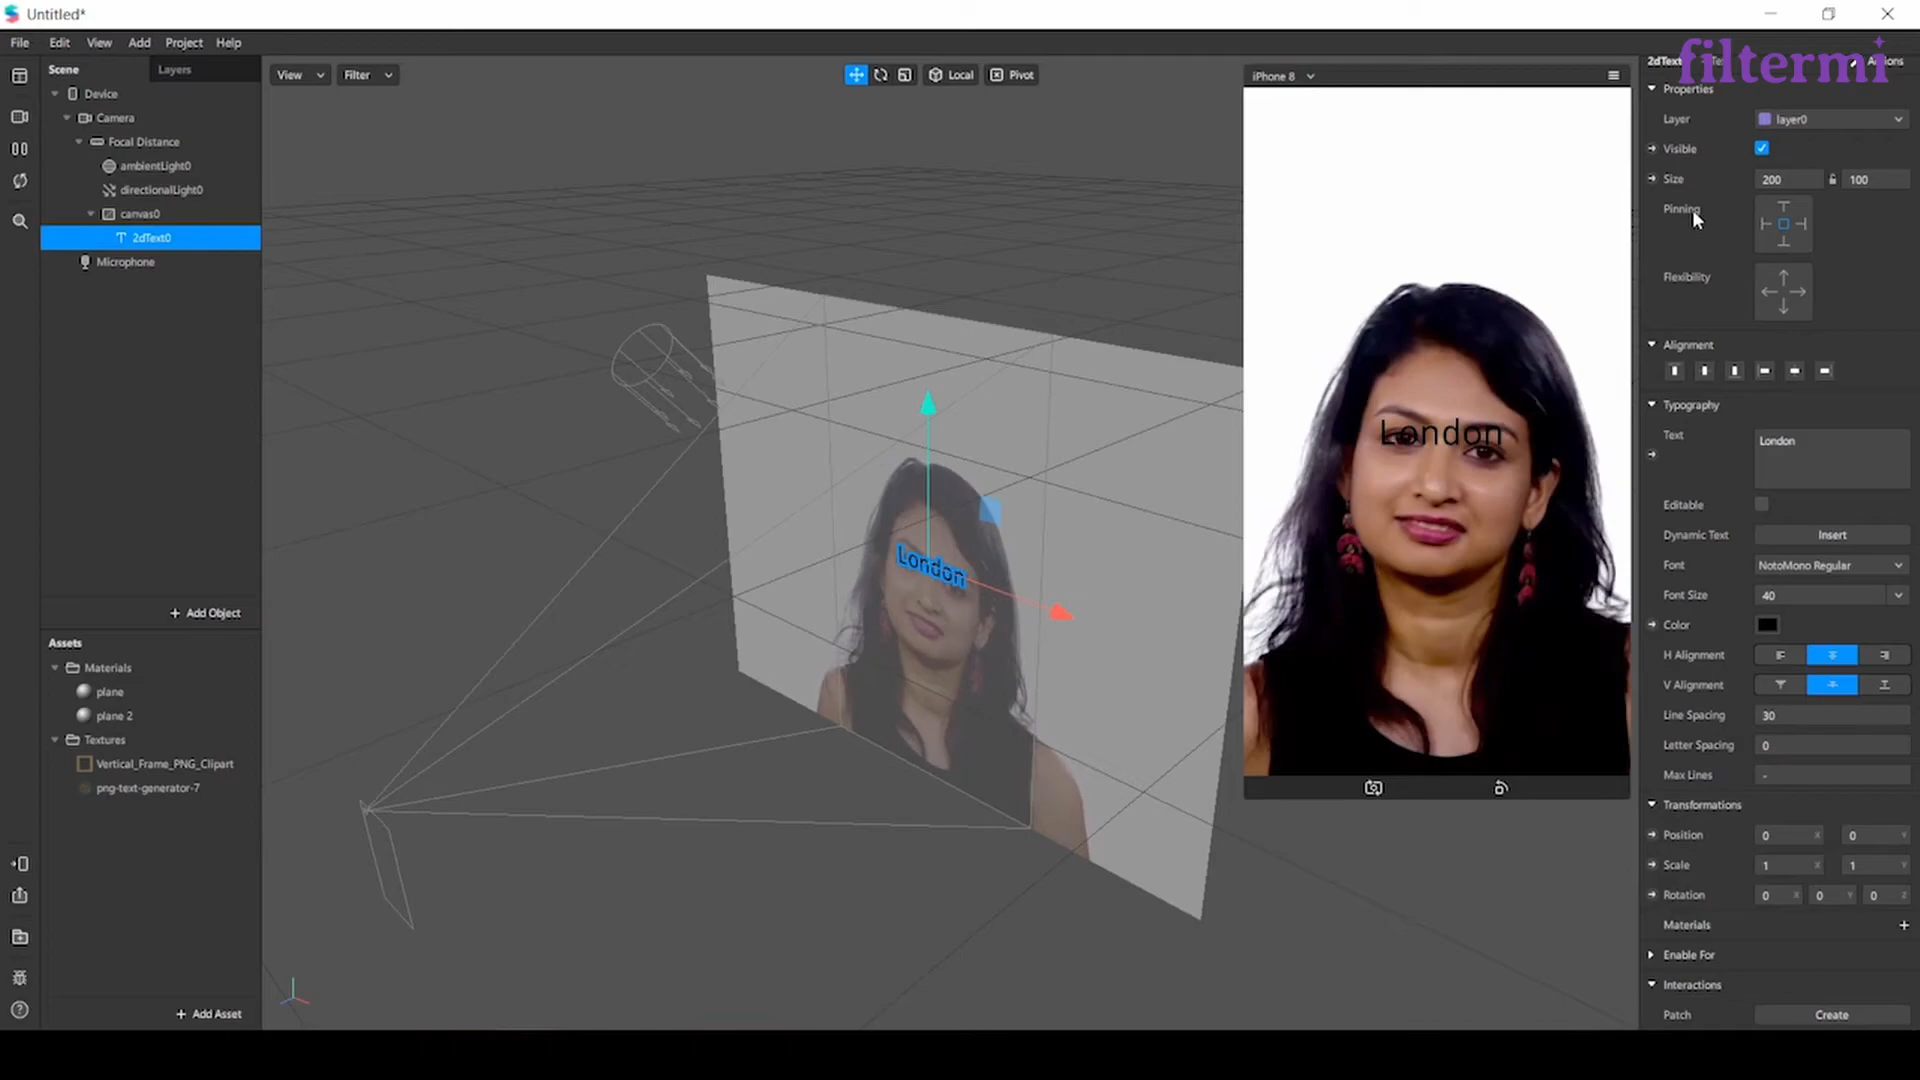 Untitled*
File Edit View Add Project Help
filtermi
Scene Layers
Device
Camera
Focal Distance
ambientLight0
directionalLight0
canvas0
2dText0
Microphone
+ Add Object
Assets
Materials
plane
plane 2
Textures
Vertical_Frame_PNG_Clipart
png-text-generator-7
+ Add Asset
View Filter
Local Pivot
London
iPhone 8
London
2dText
Properties
Layer layer0
Visible
Size 200 100
Pinning
Flexibility
Alignment
Typography
Text London
Editable
Dynamic Text Insert
Font NotoMono Regular
Font Size 40
Color
H Alignment
V Alignment
Line Spacing 30
Letter Spacing 0
Max Lines -
Transformations
Position 0 X 0 Y
Scale 1 X 1 Y
Rotation 0 X 0 Y 0 Z
Materials +
Enable For
Interactions
Patch Create